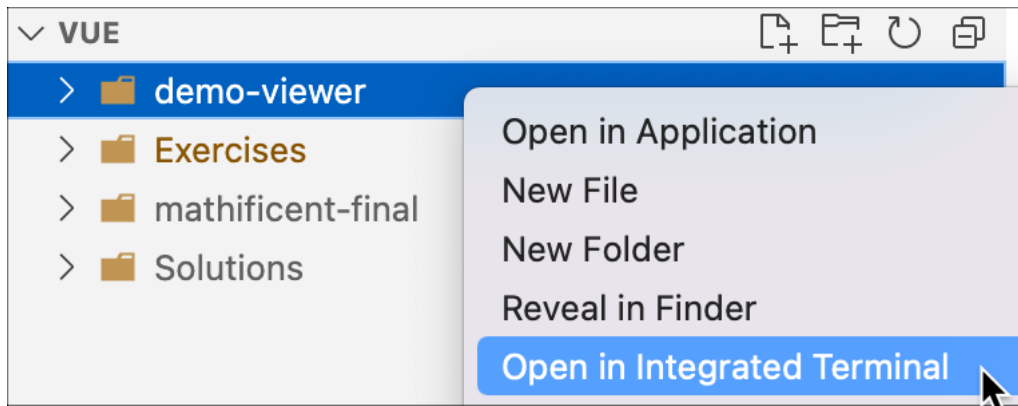 VUE
demo-viewer
Exercises
mathificent-final
Solutions
Open in Application
New File
New Folder
Reveal in Finder
Open in Integrated Terminal